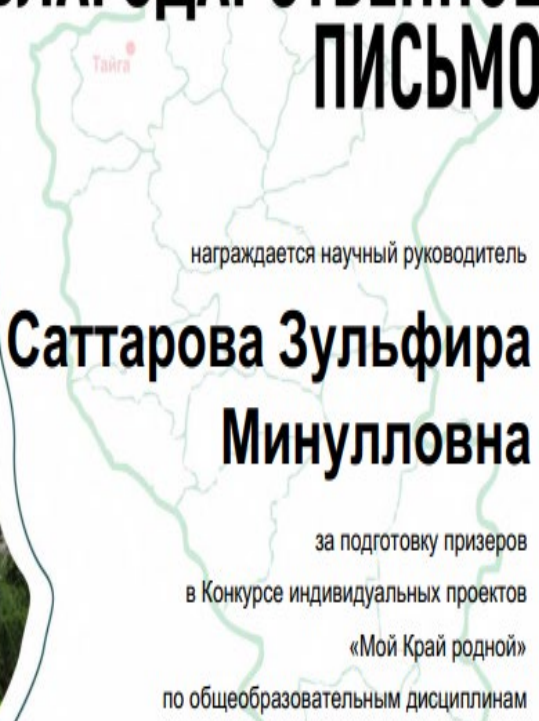 БЛАГОДАРСТВЕННОЕ
ПИСЬМО
Тайга
награждается научный руководитель
Саттарова Зульфира
Минулловна
за подготовку призеров
в Конкурсе индивидуальных проектов
«Мой Край родной»
по общеобразовательным дисциплинам